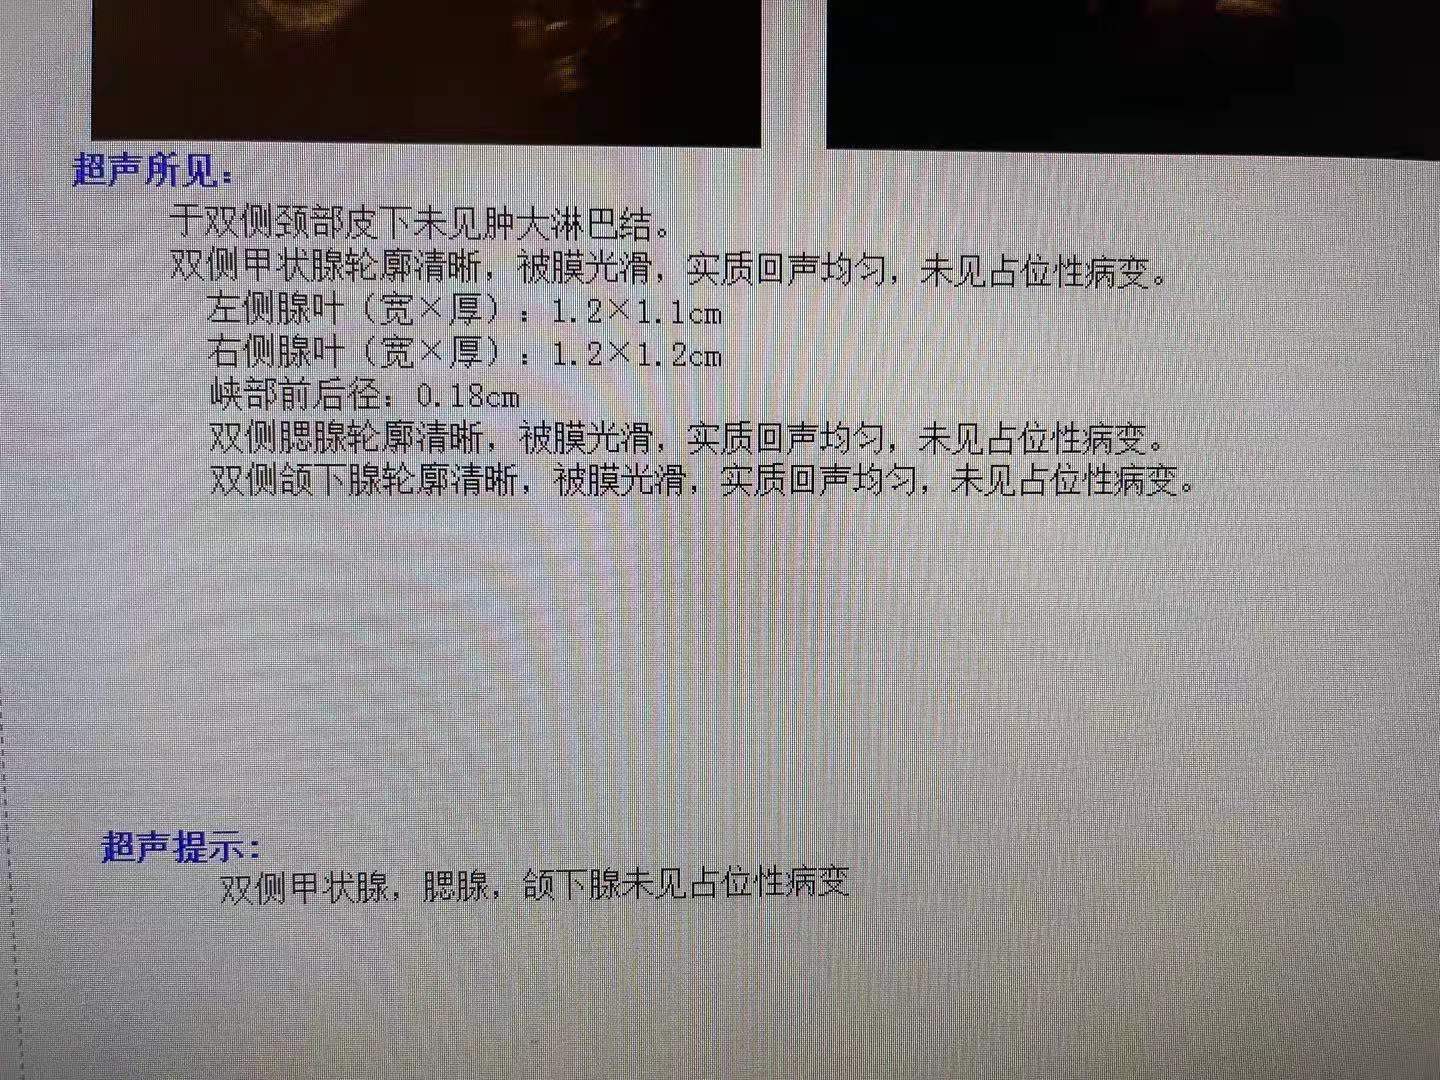 超声所见：
于双侧颈部皮下未见肿大淋巴结。
双侧甲状腺轮廓清晰，被膜光滑，实质回声均匀，未见占位性病变。
左侧腺叶（宽×厚）：1.2×1.1cm
右侧腺叶（宽×厚）：1.2×1.2cm
峡部前后径：0.18cm
双侧腮腺轮廓清晰，被膜光滑，实质回声均匀，未见占位性病变。
双侧颌下腺轮廓清晰，被膜光滑，实质回声均匀，未见占位性病变。
超声提示：
双侧甲状腺，腮腺，颌下腺未见占位性病变